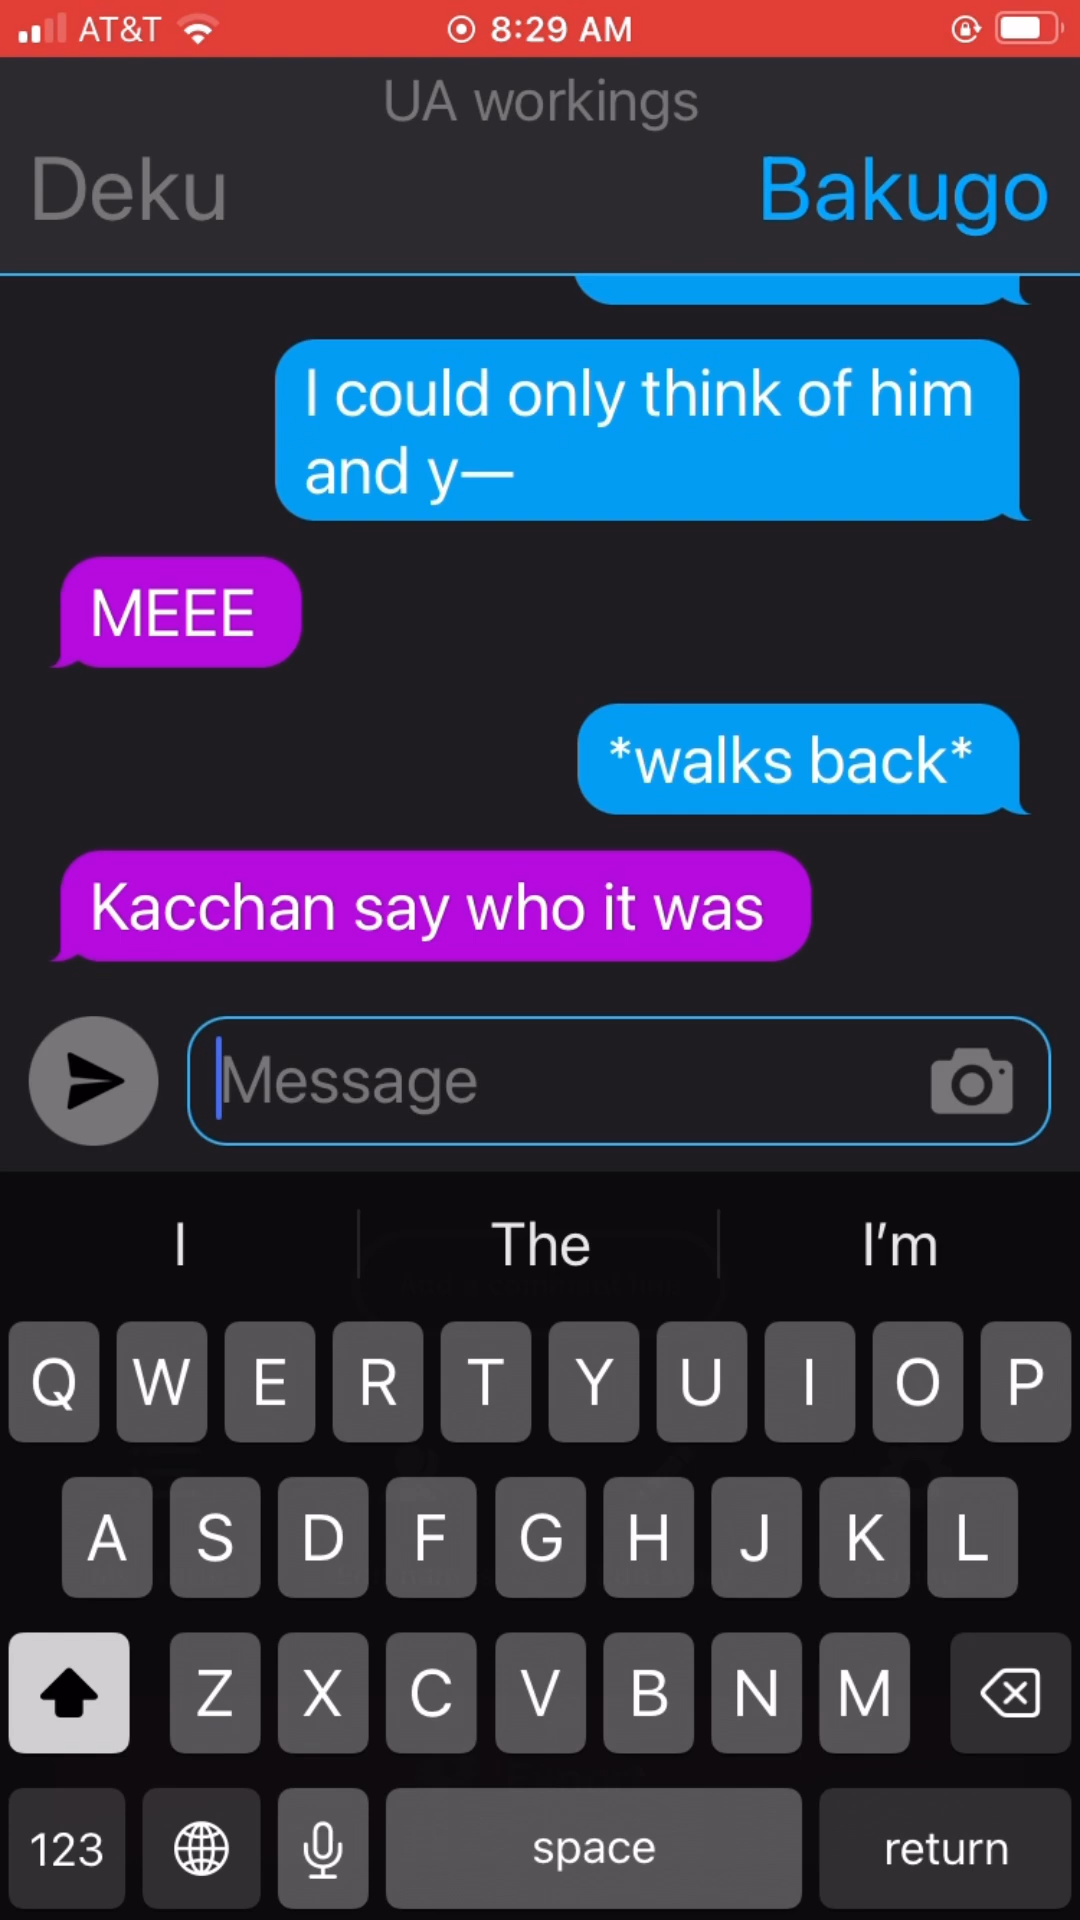 AT&T 8:29 AM
UA workings
Deku Bakugo
I could only think of him
and y—
MEEE
*walks back*
Kacchan say who it was
Message
I The I’m
Q W E R T Y U I O P
A S D F G H J K L
Z X C V B N M
123 space return